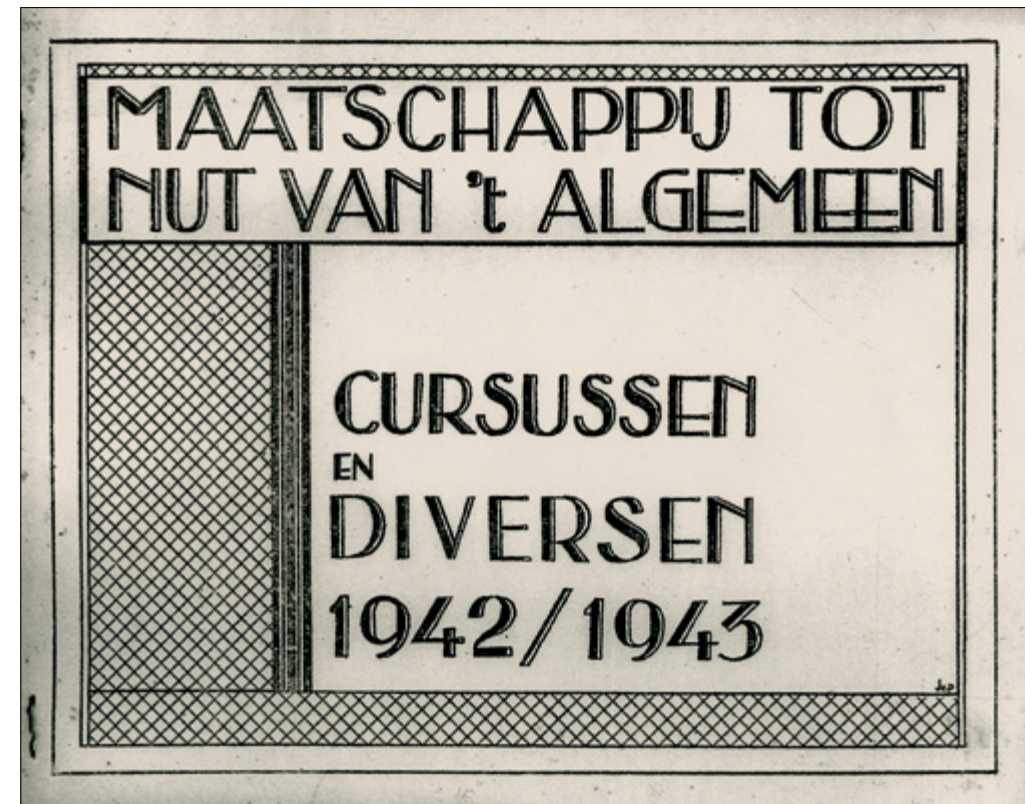 MAATSCHAPPIJ TOT
NUT VAN 't ALGEMEEN
CURSUSSEN
EN
DIVERSEN
1942/1943